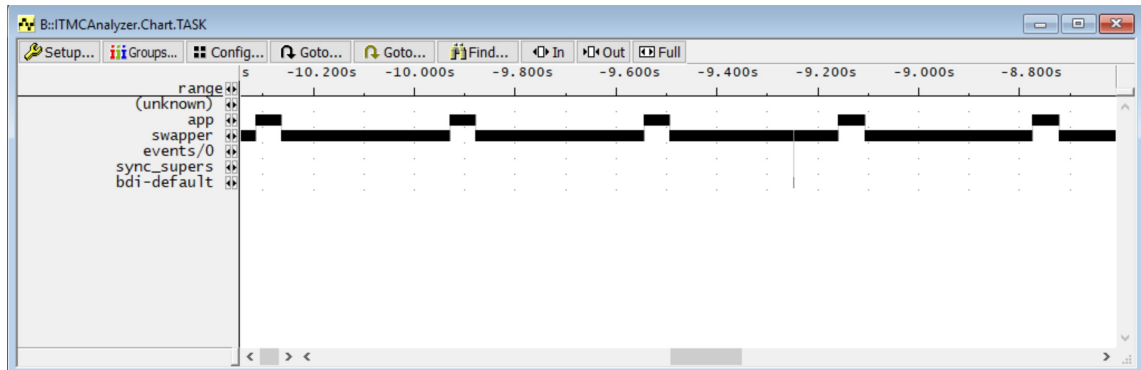 B::ITMCAnalyzer.Chart.TASK
Setup... Groups... Config... Goto... Goto... Find... In Out Full
s -10.200s -10.000s -9.800s -9.600s -9.400s -9.200s -9.000s -8.800s
range
(unknown)
app
swapper
events/0
sync_supers
bdi-default